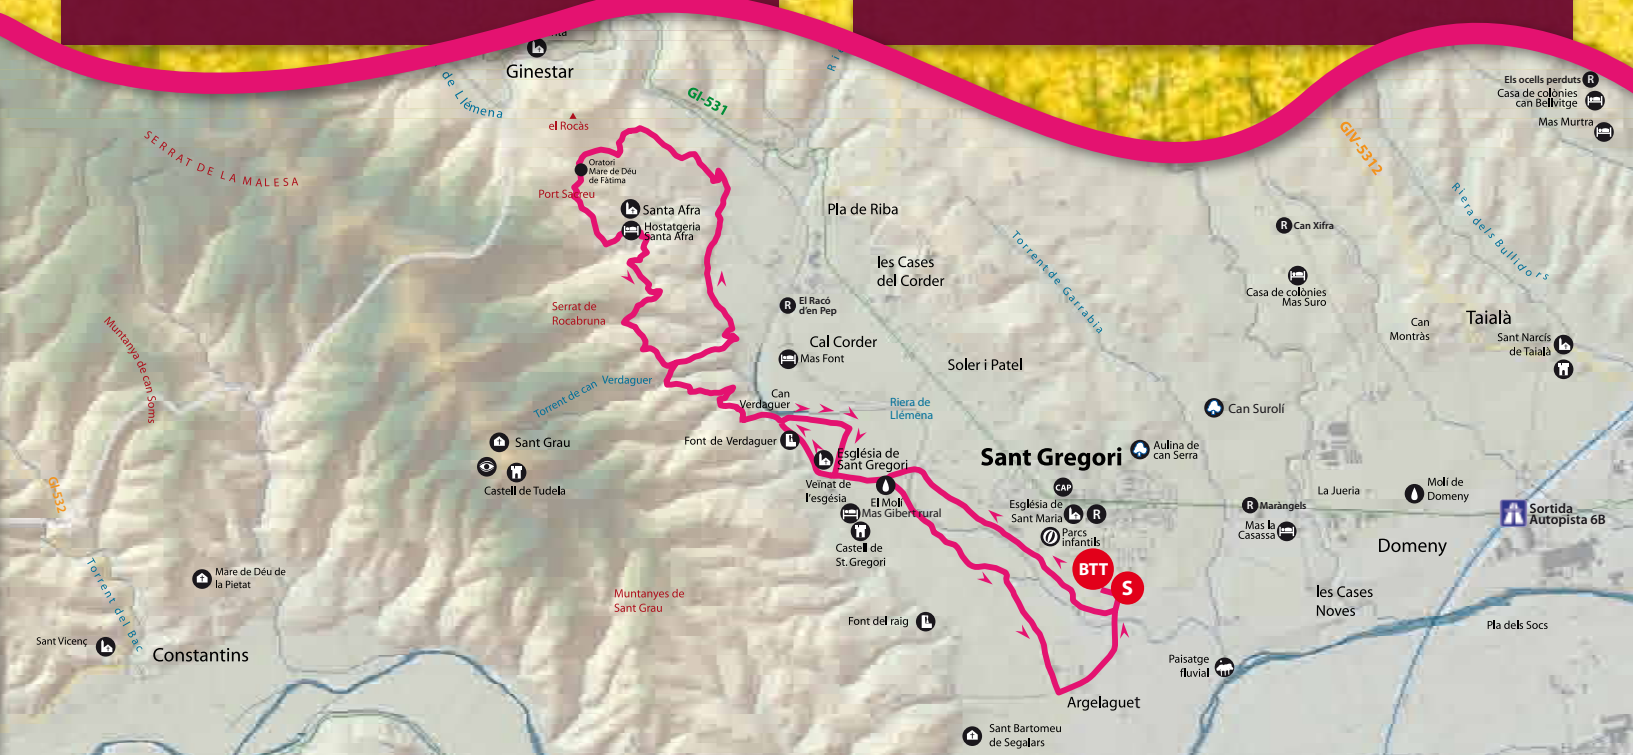 Ginestar
de Llémena
GI-531
el Rocàs
SERRAT DE LA MALESA
Oratori
Mare de Déu
de Fàtima
Port Sacreu
Santa Afra
Hostatgeria
Santa Afra
Pla de Riba
les Cases
del Corder
Torrent de Garrabia
Els ocells perduts
R
Casa de colònies
can Bellvitge
Mas Murtra
GIV-5312
Riera dels Bullidors
R
Can Xifra
Casa de colònies
Mas Suro
Can
Montràs
Taialà
Sant Narcís
de Taialà
Muntanya de can Soms
Serrat de
Rocabruna
R
El Racó
d'en Pep
Cal Corder
Mas Font
Soler i Patel
Torrent de can Verdaguer
Can
Verdaguer
Riera de
Llémena
Can Surolí
Sant Grau
Castell de Tudela
Font de Verdaguer
Església de
Sant Gregori
Veïnat de
l'esgésia
El Molí
Mas Gibert rural
Castell de
St. Gregori
Sant Gregori
Aulina de
can Serra
CAP
Església de
Sant Maria
R
Parcs
infantils
BTT
S
La Jueria
R
Maràngels
Mas la
Casassa
Molí de
Domeny
Sortida
Autopista 6B
Domeny
les Cases
Noves
Pla dels Socs
GI-532
Torrent del Bac
Mare de Déu de
la Pietat
Sant Vicenç
Constantins
Muntanyes de
Sant Grau
Font del raig
Paisatge
fluvial
Argelaguet
Sant Bartomeu
de Segalars